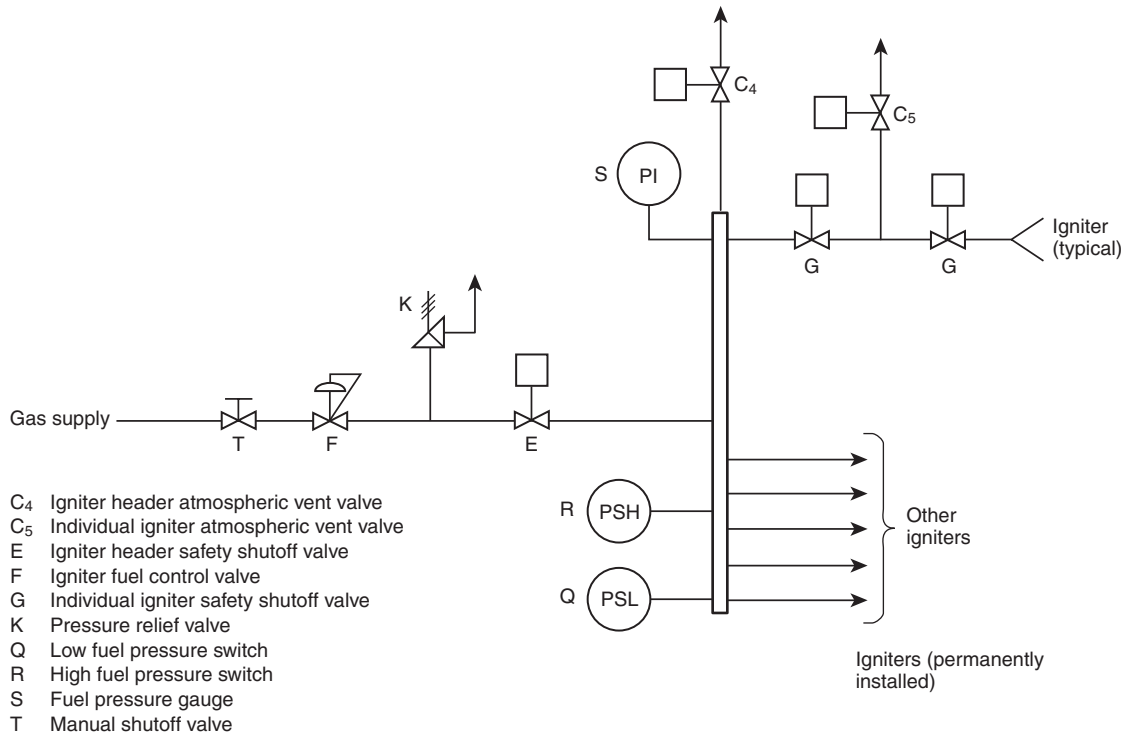 C4
C5
S
PI
G
G
Igniter
(typical)
K
Gas supply
T
F
E
C4 Igniter header atmospheric vent valve
C5 Individual igniter atmospheric vent valve
E Igniter header safety shutoff valve
F Igniter fuel control valve
G Individual igniter safety shutoff valve
K Pressure relief valve
Q Low fuel pressure switch
R High fuel pressure switch
S Fuel pressure gauge
T Manual shutoff valve
R
PSH
Q
PSL
Other
igniters
Igniters (permanently
installed)